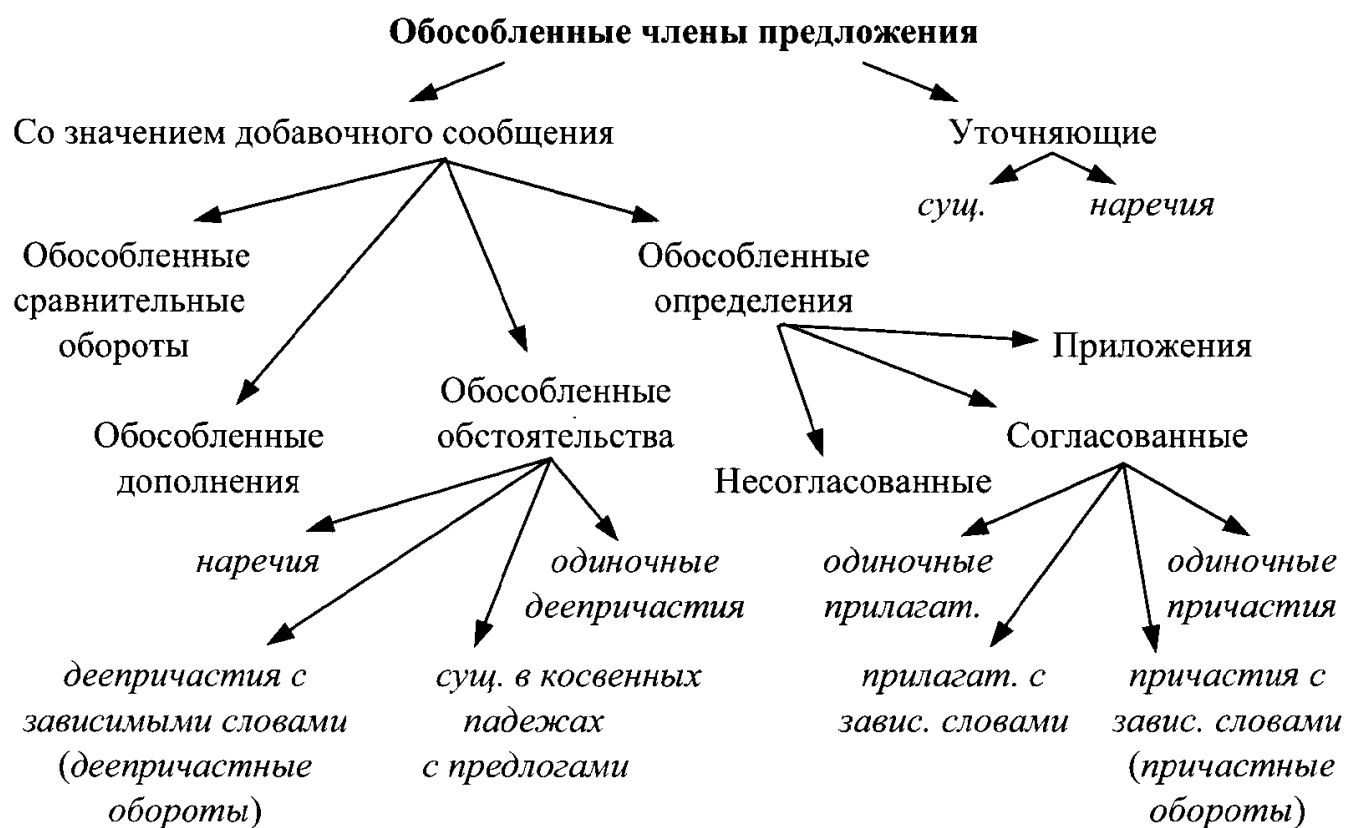 Обособленные члены предложения
Со значением добавочного сообщения
Уточняющие
сущ.
наречия
Обособленные
сравнительные
обороты
Обособленные
определения
Приложения
Обособленные
дополнения
Обособленные
обстоятельства
Несогласованные
Согласованные
наречия
одиночные
деепричастия
одиночные
прилагат.
одиночные
причастия
деепричастия с
зависимыми словами
(деепричастные
обороты)
сущ. в косвенных
падежах
с предлогами
прилагат. с
завис. словами
причастия с
завис. словами
(причастные
обороты)